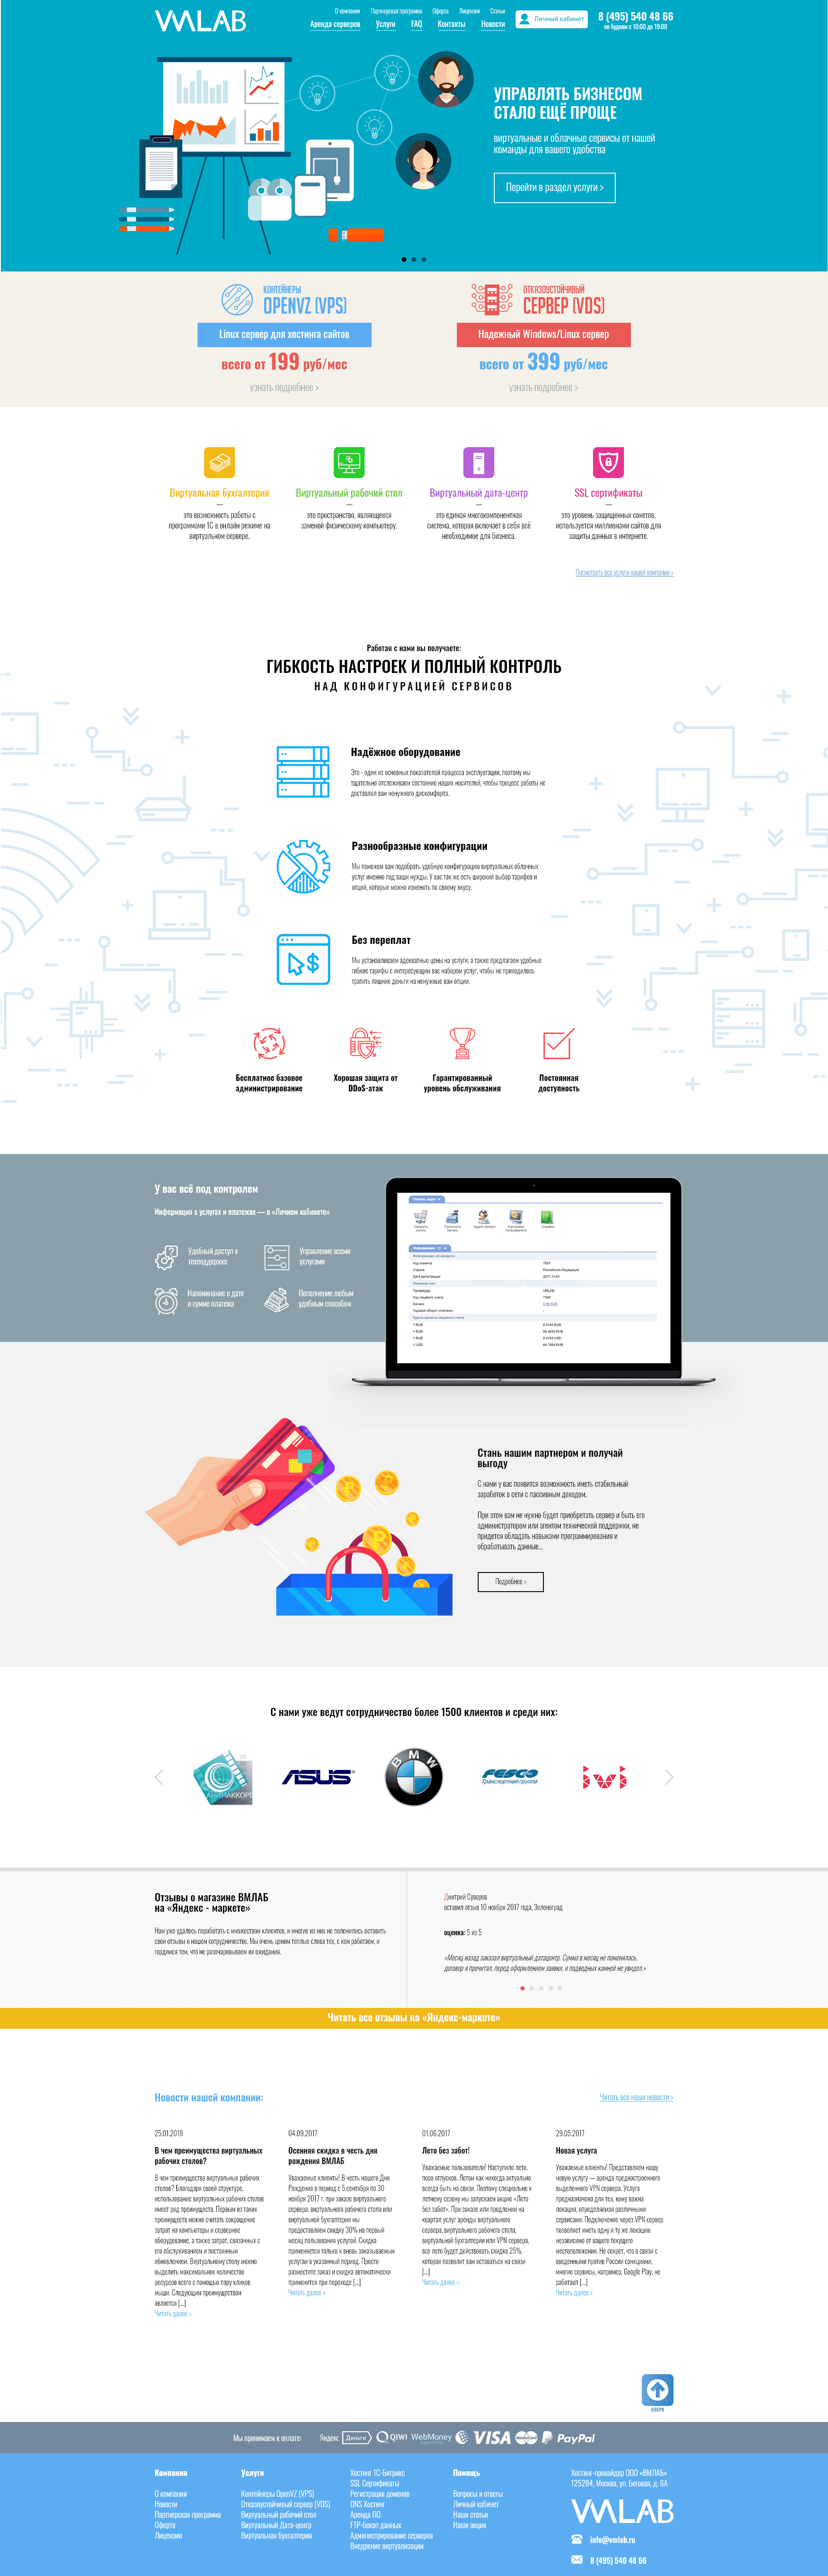 VMLAB
О компании Партнерская программа Оферта Лицензии Статьи
Аренда серверов Услуги FAQ Контакты Новости
Личный кабинет
8 (495) 540 48 66
по будням с 10:00 до 19:00
УПРАВЛЯТЬ БИЗНЕСОМ
СТАЛО ЕЩЁ ПРОЩЕ
виртуальные и облачные сервисы от нашей
команды для вашего удобства
Перейти в раздел услуги >
КОНТЕЙНЕРЫ
OPENVZ (VPS)
Linux сервер для хостинга сайтов
всего от 199 руб/мес
узнать подробнее >
ОТКАЗОУСТОЙЧИВЫЙ
СЕРВЕР (VDS)
Надежный Windows/Linux сервер
всего от 399 руб/мес
узнать подробнее >
Виртуальная бухгалтерия
—
это возможность работы с
программами 1С в онлайн режиме на
виртуальном сервере.
Виртуальный рабочий стол
—
это пространство, являющееся
заменой физическому компьютеру.
Виртуальный дата-центр
—
это единая многокомпонентная
система, которая включает в себя всё
необходимое для бизнеса.
SSL сертификаты
—
это уровень защищенных сокетов,
используется миллионами сайтов для
защиты данных в интернете.
Посмотреть все услуги нашей компании >
Работая с нами вы получаете:
ГИБКОСТЬ НАСТРОЕК И ПОЛНЫЙ КОНТРОЛЬ
НАД КОНФИГУРАЦИЕЙ СЕРВИСОВ
Надёжное оборудование
Это - один из основных показателей процесса эксплуатации, поэтому мы
тщательно отслеживаем состояние наших носителей, чтобы процесс работы не
доставлял вам ненужного дискомфорта.
Разнообразные конфигурации
Мы поможем вам подобрать удобную конфигурацию виртуальных облачных
услуг именно под ваши нужды. У вас так же есть широкий выбор тарифов и
опций, которые можно изменить по своему вкусу.
Без переплат
Мы устанавливаем адекватные цены на услуги, а также предлагаем удобные
гибкие тарифы с интересующим вас набором услуг, чтобы не приходилось
тратить лишние деньги на ненужные вам опции.
Бесплатное базовое
администрирование
Хорошая защита от
DDoS-атак
Гарантированный
уровень обслуживания
Постоянная
доступность
У вас всё под контролем
Информация о услугах и платежах — в «Личном кабинете»
Удобный доступ к
техподдержке
Управление всеми
услугами
Напоминание о дате
и сумме платежа
Пополнение любым
удобным способом
Стань нашим партнером и получай
выгоду
С нами у вас появится возможность иметь стабильный
заработок в сети с пассивным доходом.
При этом вам не нужно будет приобретать сервер и быть его
администратором или агентом технической поддержки, не
придется обладать навыками программирования и
обрабатывать данные...
Подробнее >
С нами уже ведут сотрудничество более 1500 клиентов и среди них:
АНИМАККОРД
ASUS
BMW
FESCO
Транспортная группа
Отзывы о магазине ВМЛАБ
на «Яндекс - маркете»
Нам уже удалось поработать с множеством клиентов, и многие из них не поленились оставить
свои отзывы о нашем сотрудничестве. Мы очень ценим теплые слова тех, с кем работаем, и
гордимся тем, что не разочаровываем их ожидания.
Дмитрий Суворов
оставил отзыв 10 ноября 2017 года, Зеленоград
оценка: 5 из 5
«Месяц назад заказал виртуальный датацентр. Сумма в месяц не поменялась,
договор я прочитал, перед оформлением заявки, и подводных камней не увидел.»
Читать все отзывы на «Яндекс-маркете»
Новости нашей компании:
Читать все наши новости >
25.01.2018
В чем преимущества виртуальных
рабочих столов?
В чем преимущества виртуальных рабочих
столов? Благодаря своей структуре,
использование виртуальных рабочих столов
имеет ряд преимуществ. Первым из таких
преимуществ можно считать сокращение
затрат на компьютеры и серверное
оборудование, а также затрат, связанных с
его обслуживанием и постоянным
обновлением. Виртуальному столу можно
выделить максимальное количество
ресурсов всего с помощью пару кликов
мыши. Следующим преимуществом
является [...]
Читать далее >
04.09.2017
Осенняя скидка в честь дня
рождения ВМЛАБ
Уважаемые клиенты! В честь нашего Дня
Рождения в период с 5 сентября по 30
ноября 2017 г. при заказе виртуального
сервера, виртуального рабочего стола или
виртуальной бухгалтерии мы
предоставляем скидку 30% на первый
месяц пользования услугой. Скидка
применяется только к вновь заказываемым
услугам в указанный период. Просто
разместите заказ и скидка автоматически
применится при переходе [...]
Читать далее >
01.06.2017
Лето без забот!
Уважаемые пользователи! Наступило лето,
пора отпусков. Летом как никогда актуально
всегда быть на связи. Поэтому специально к
летнему сезону мы запускаем акцию «Лето
без забот». При заказе или продлении на
квартал услуг аренды виртуального
сервера, виртуального рабочего стола,
виртуальной бухгалтерии или VPN сервера,
все лето будет действовать скидка 25%,
которая позволит вам оставаться на связи
[...]
Читать далее >
29.05.2017
Новая услуга
Уважаемые клиенты! Представляем нашу
новую услугу — аренда преднастроенного
выделенного VPN сервера. Услуга
предназначена для тех, кому важна
локация, определяемая различными
сервисами. Подключение через VPN сервер
позволяет иметь одну и ту же локацию
независимо от вашего текущего
местоположения. Не секрет, что в связи с
введенными против России санкциями,
многие сервисы, например, Google Play, не
работают [...]
Читать далее >
ВВЕРХ
Мы принимаем к оплате: Яндекс Деньги QIWI WebMoney VISA MasterCard PayPal
Компания
О компании
Новости
Партнерская программа
Оферта
Лицензии
Услуги
Контейнеры OpenVZ (VPS)
Отказоустойчивый сервер (VDS)
Виртуальный рабочий стол
Виртуальный Дата-центр
Виртуальная бухгалтерия
Хостинг 1С-Битрикс
SSL Сертификаты
Регистрация доменов
DNS Хостинг
Аренда ПО
FTP-бекап данных
Администрирование серверов
Внедрение виртуализации
Помощь
Вопросы и ответы
Личный кабинет
Наши статьи
Наши акции
Хостинг-провайдер ООО «ВМЛАБ»
125284, Москва, ул. Беговая, д. 6А
VMLAB
info@vmlab.ru
8 (495) 540 48 66